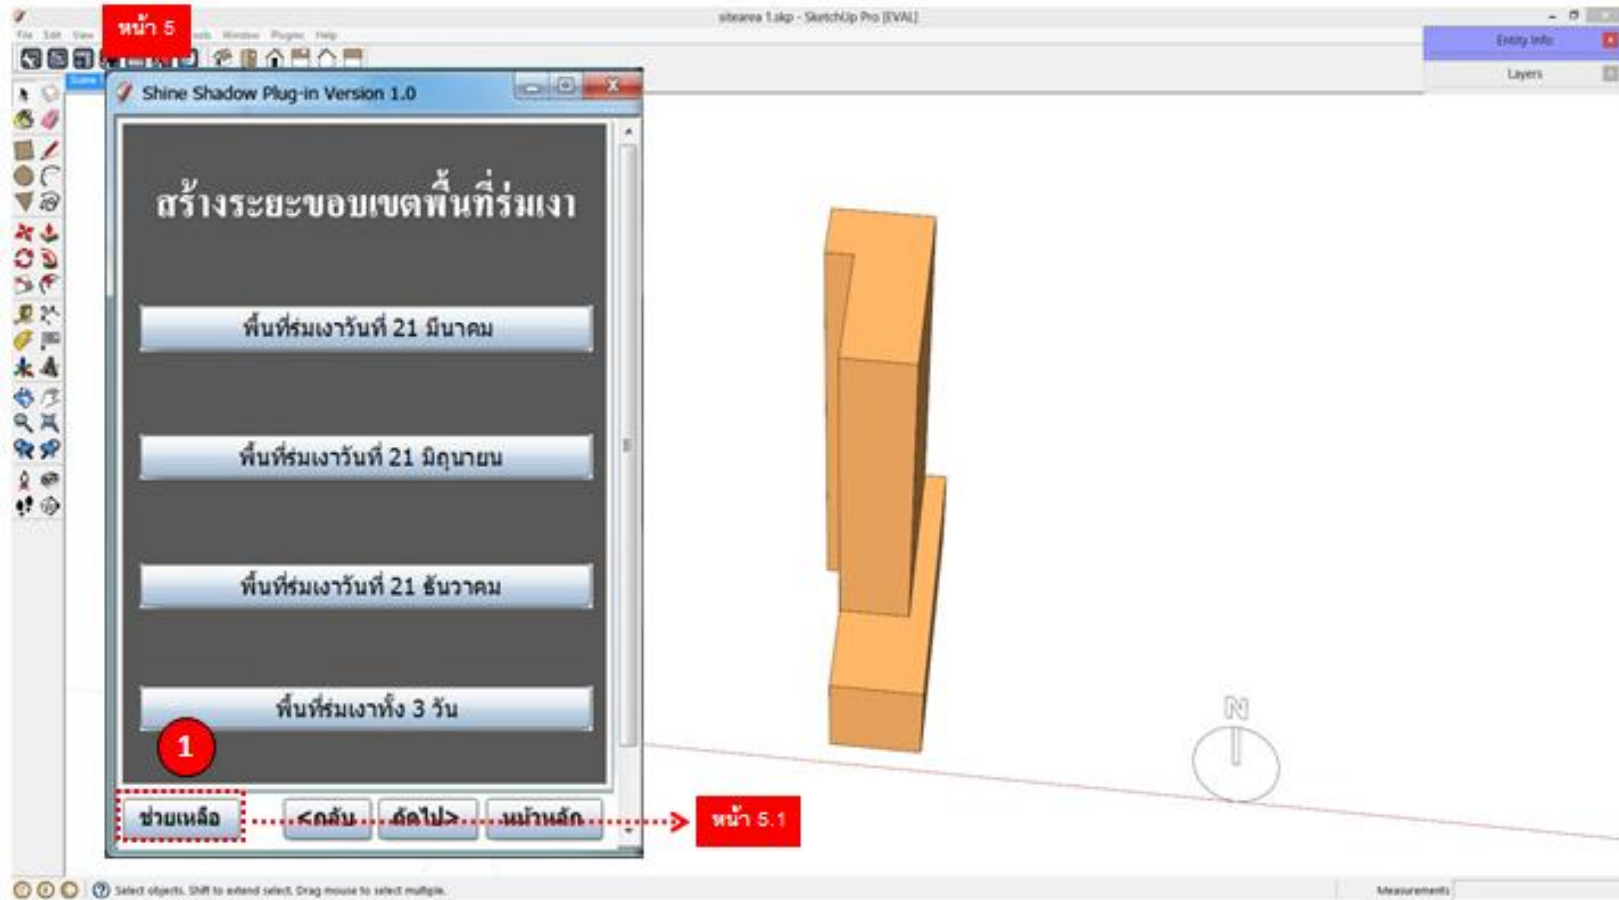 sitearea 1.skp - SketchUp Pro [EVAL]
หน้า 5
File Edit View
Window Plugins Help
Entity Info
Layers
Shine Shadow Plug-in Version 1.0
สร้างระยะขอบเขตพื้นที่ร่มเงา
พื้นที่ร่มเงาวันที่ 21 มีนาคม
พื้นที่ร่มเงาวันที่ 21 มิถุนายน
พื้นที่ร่มเงาวันที่ 21 ธันวาคม
พื้นที่ร่มเงาทั้ง 3 วัน
1
N
ช่วยเหลือ <กลับ ถัดไป> หน้าหลัก
หน้า 5.1
Select objects. Shift to extend select. Drag mouse to select multiple.
Measurements